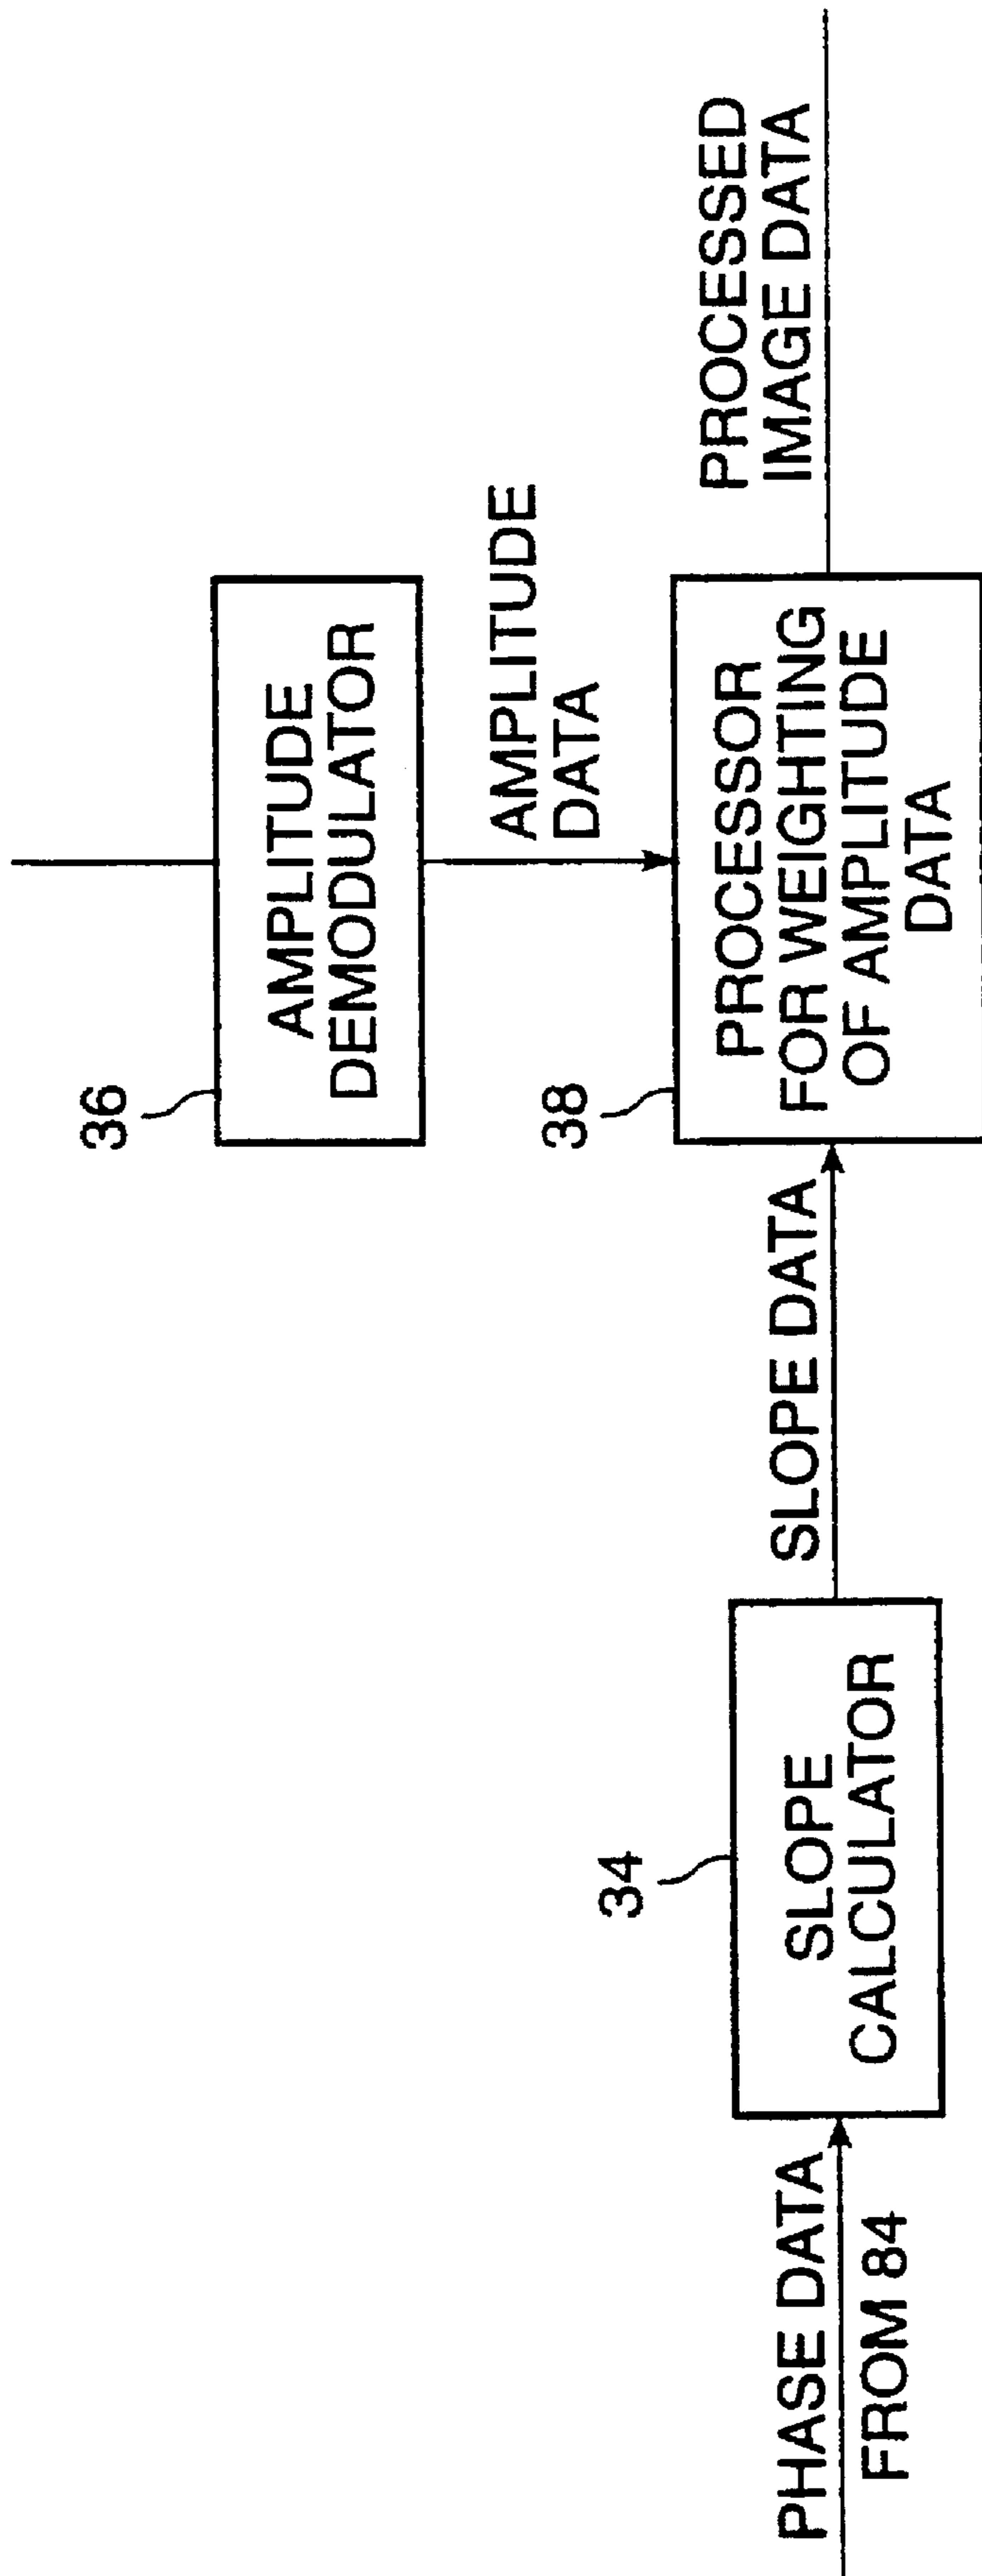 36
AMPLITUDE
DEMODULATOR
AMPLITUDE
DATA
PROCESSED
IMAGE DATA
38
PROCESSOR
FOR WEIGHTING
OF AMPLITUDE
DATA
SLOPE DATA
34
SLOPE
CALCULATOR
PHASE DATA
FROM 84